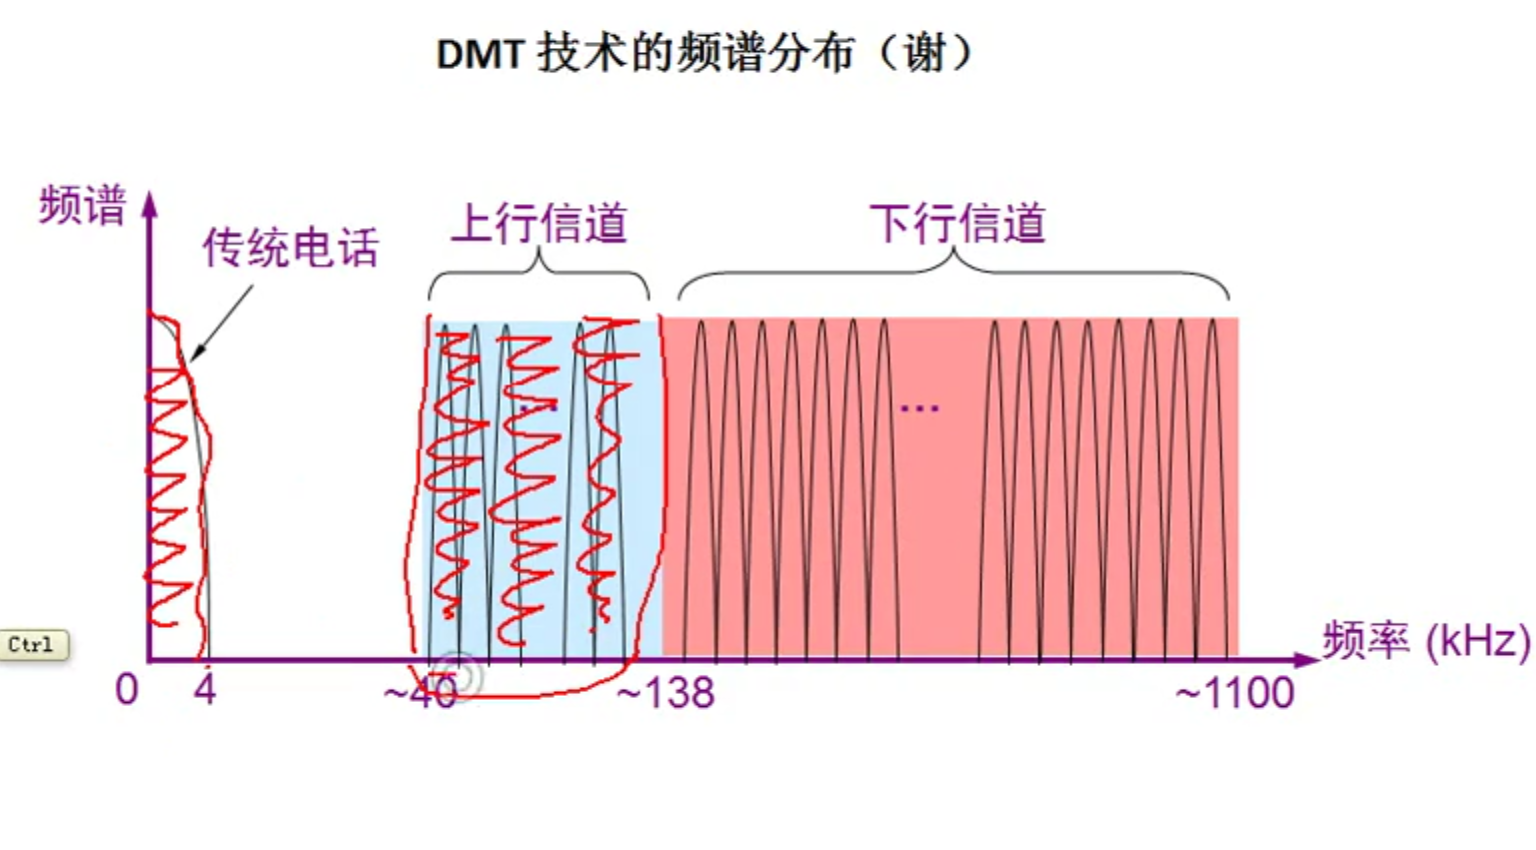 DMT 技术的频谱分布（谢）
频谱
传统电话
上行信道
下行信道
...
...
Ctrl
频率 (kHz)
0
4
~40
~138
~1100